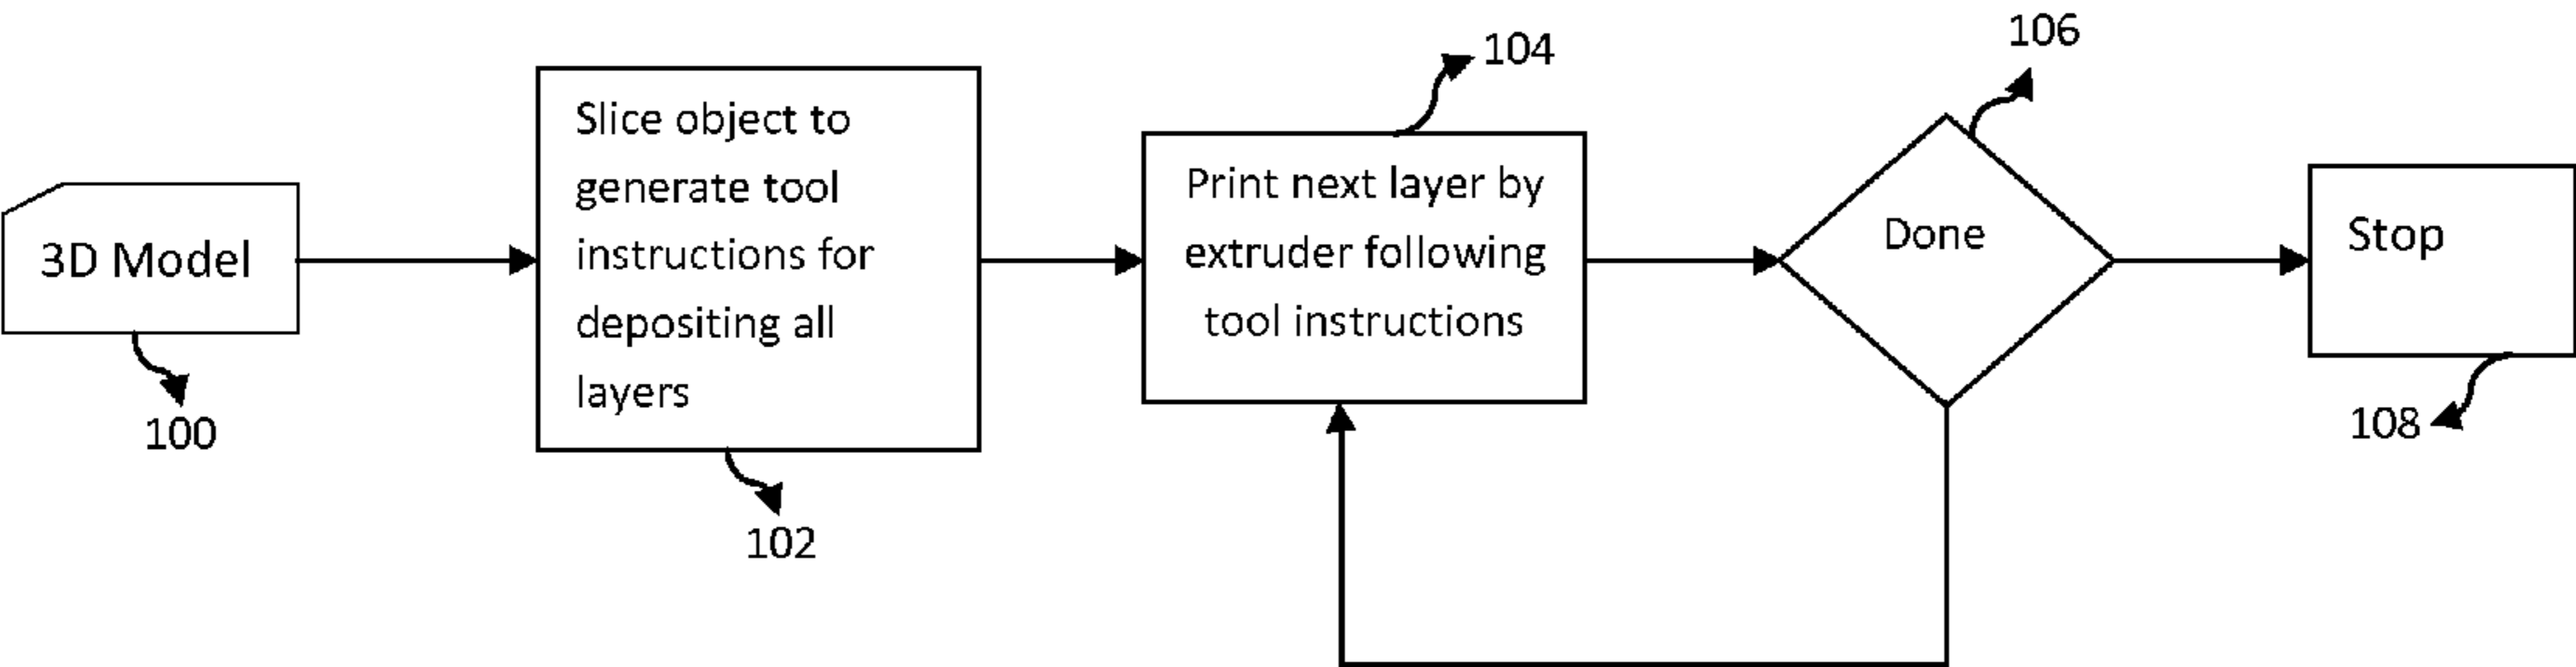 3D Model
100
Slice object to
generate tool
instructions for
depositing all
layers
102
104
Print next layer by
extruder following
tool instructions
106
Done
Stop
108